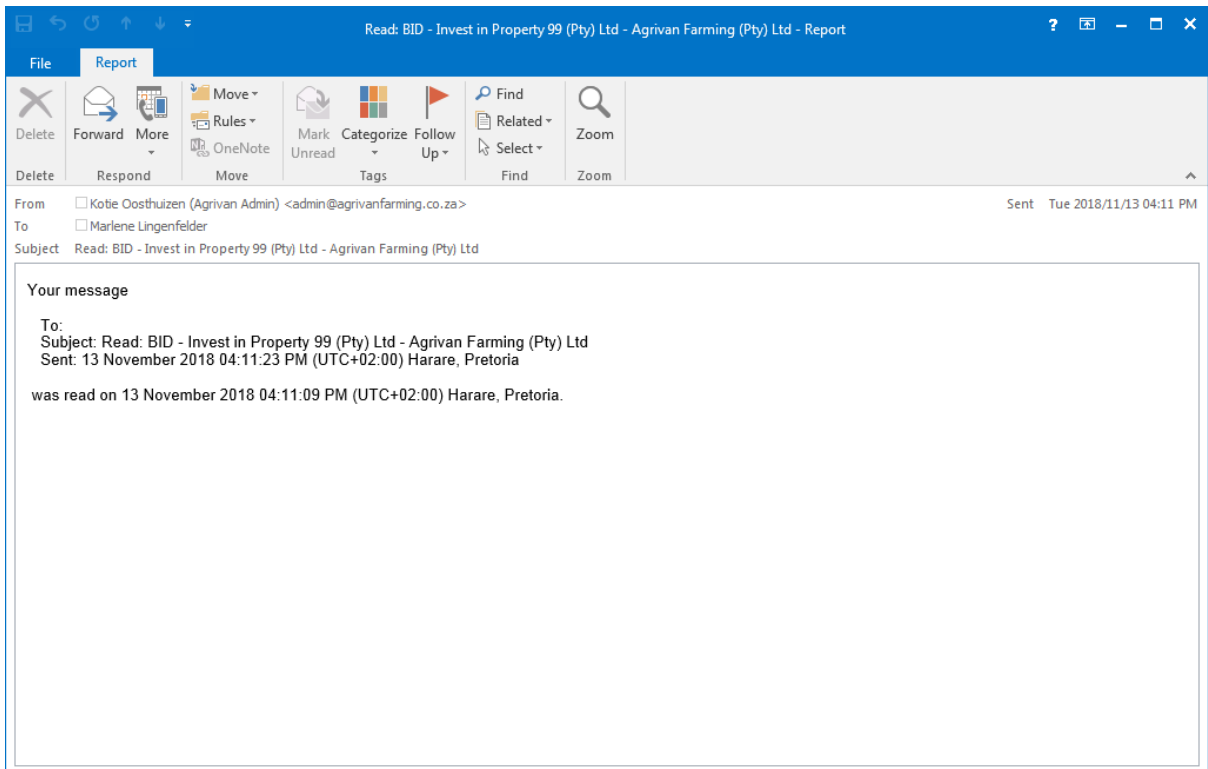 Read: BID - Invest in Property 99 (Pty) Ltd - Agrivan Farming (Pty) Ltd - Report
File Report
Delete
Forward
More
Move
Rules
OneNote
Mark Unread
Categorize
Follow Up
Find
Related
Select
Zoom
Delete Respond Move Tags Find Zoom
From Kotie Oosthuizen (Agrivan Admin) <admin@agrivanfarming.co.za> Sent Tue 2018/11/13 04:11 PM
To Marlene Lingenfelder
Subject Read: BID - Invest in Property 99 (Pty) Ltd - Agrivan Farming (Pty) Ltd
Your message
To:
Subject: Read: BID - Invest in Property 99 (Pty) Ltd - Agrivan Farming (Pty) Ltd
Sent: 13 November 2018 04:11:23 PM (UTC+02:00) Harare, Pretoria
was read on 13 November 2018 04:11:09 PM (UTC+02:00) Harare, Pretoria.